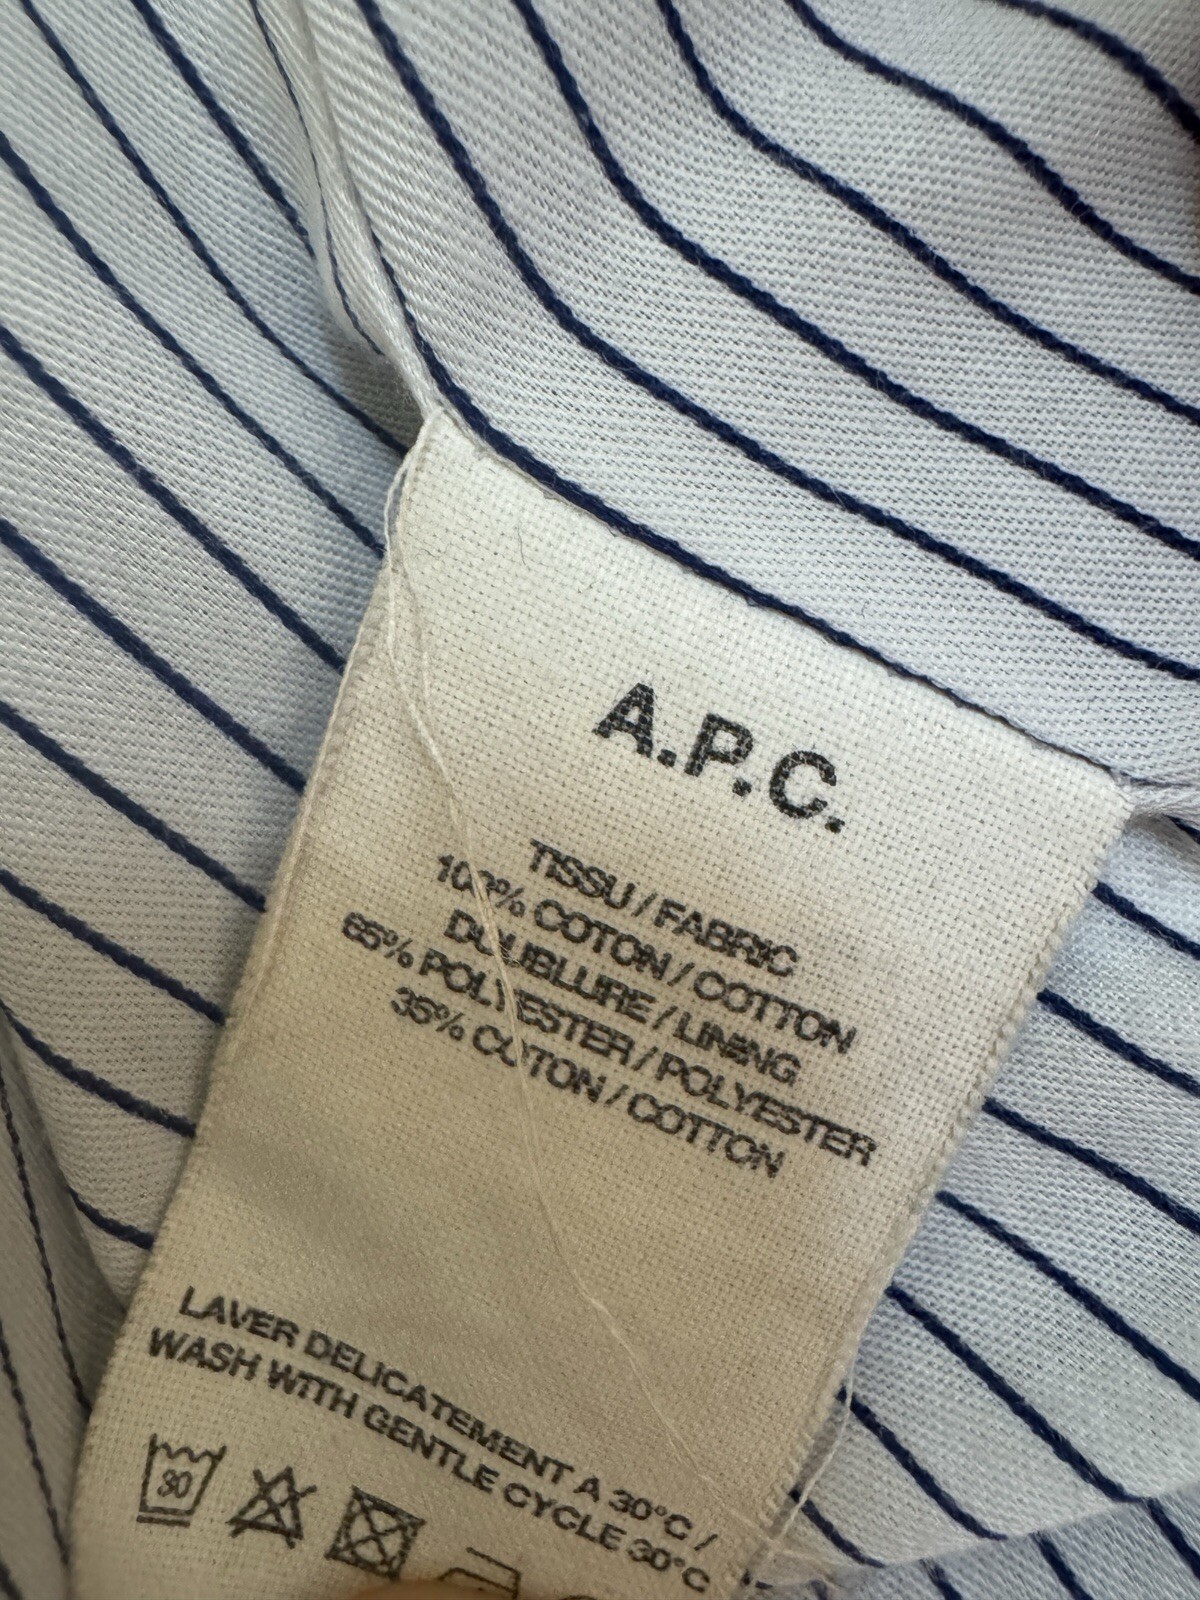 A.P.C.
TISSU / FABRIC
100% COTON / COTTON
DOUBLURE / LINING
65% POLYESTER / POLYESTER
35% COTON / COTTON
LAVER DELICATEMENT A 30°C /
WASH WITH GENTLE CYCLE 30°C
30